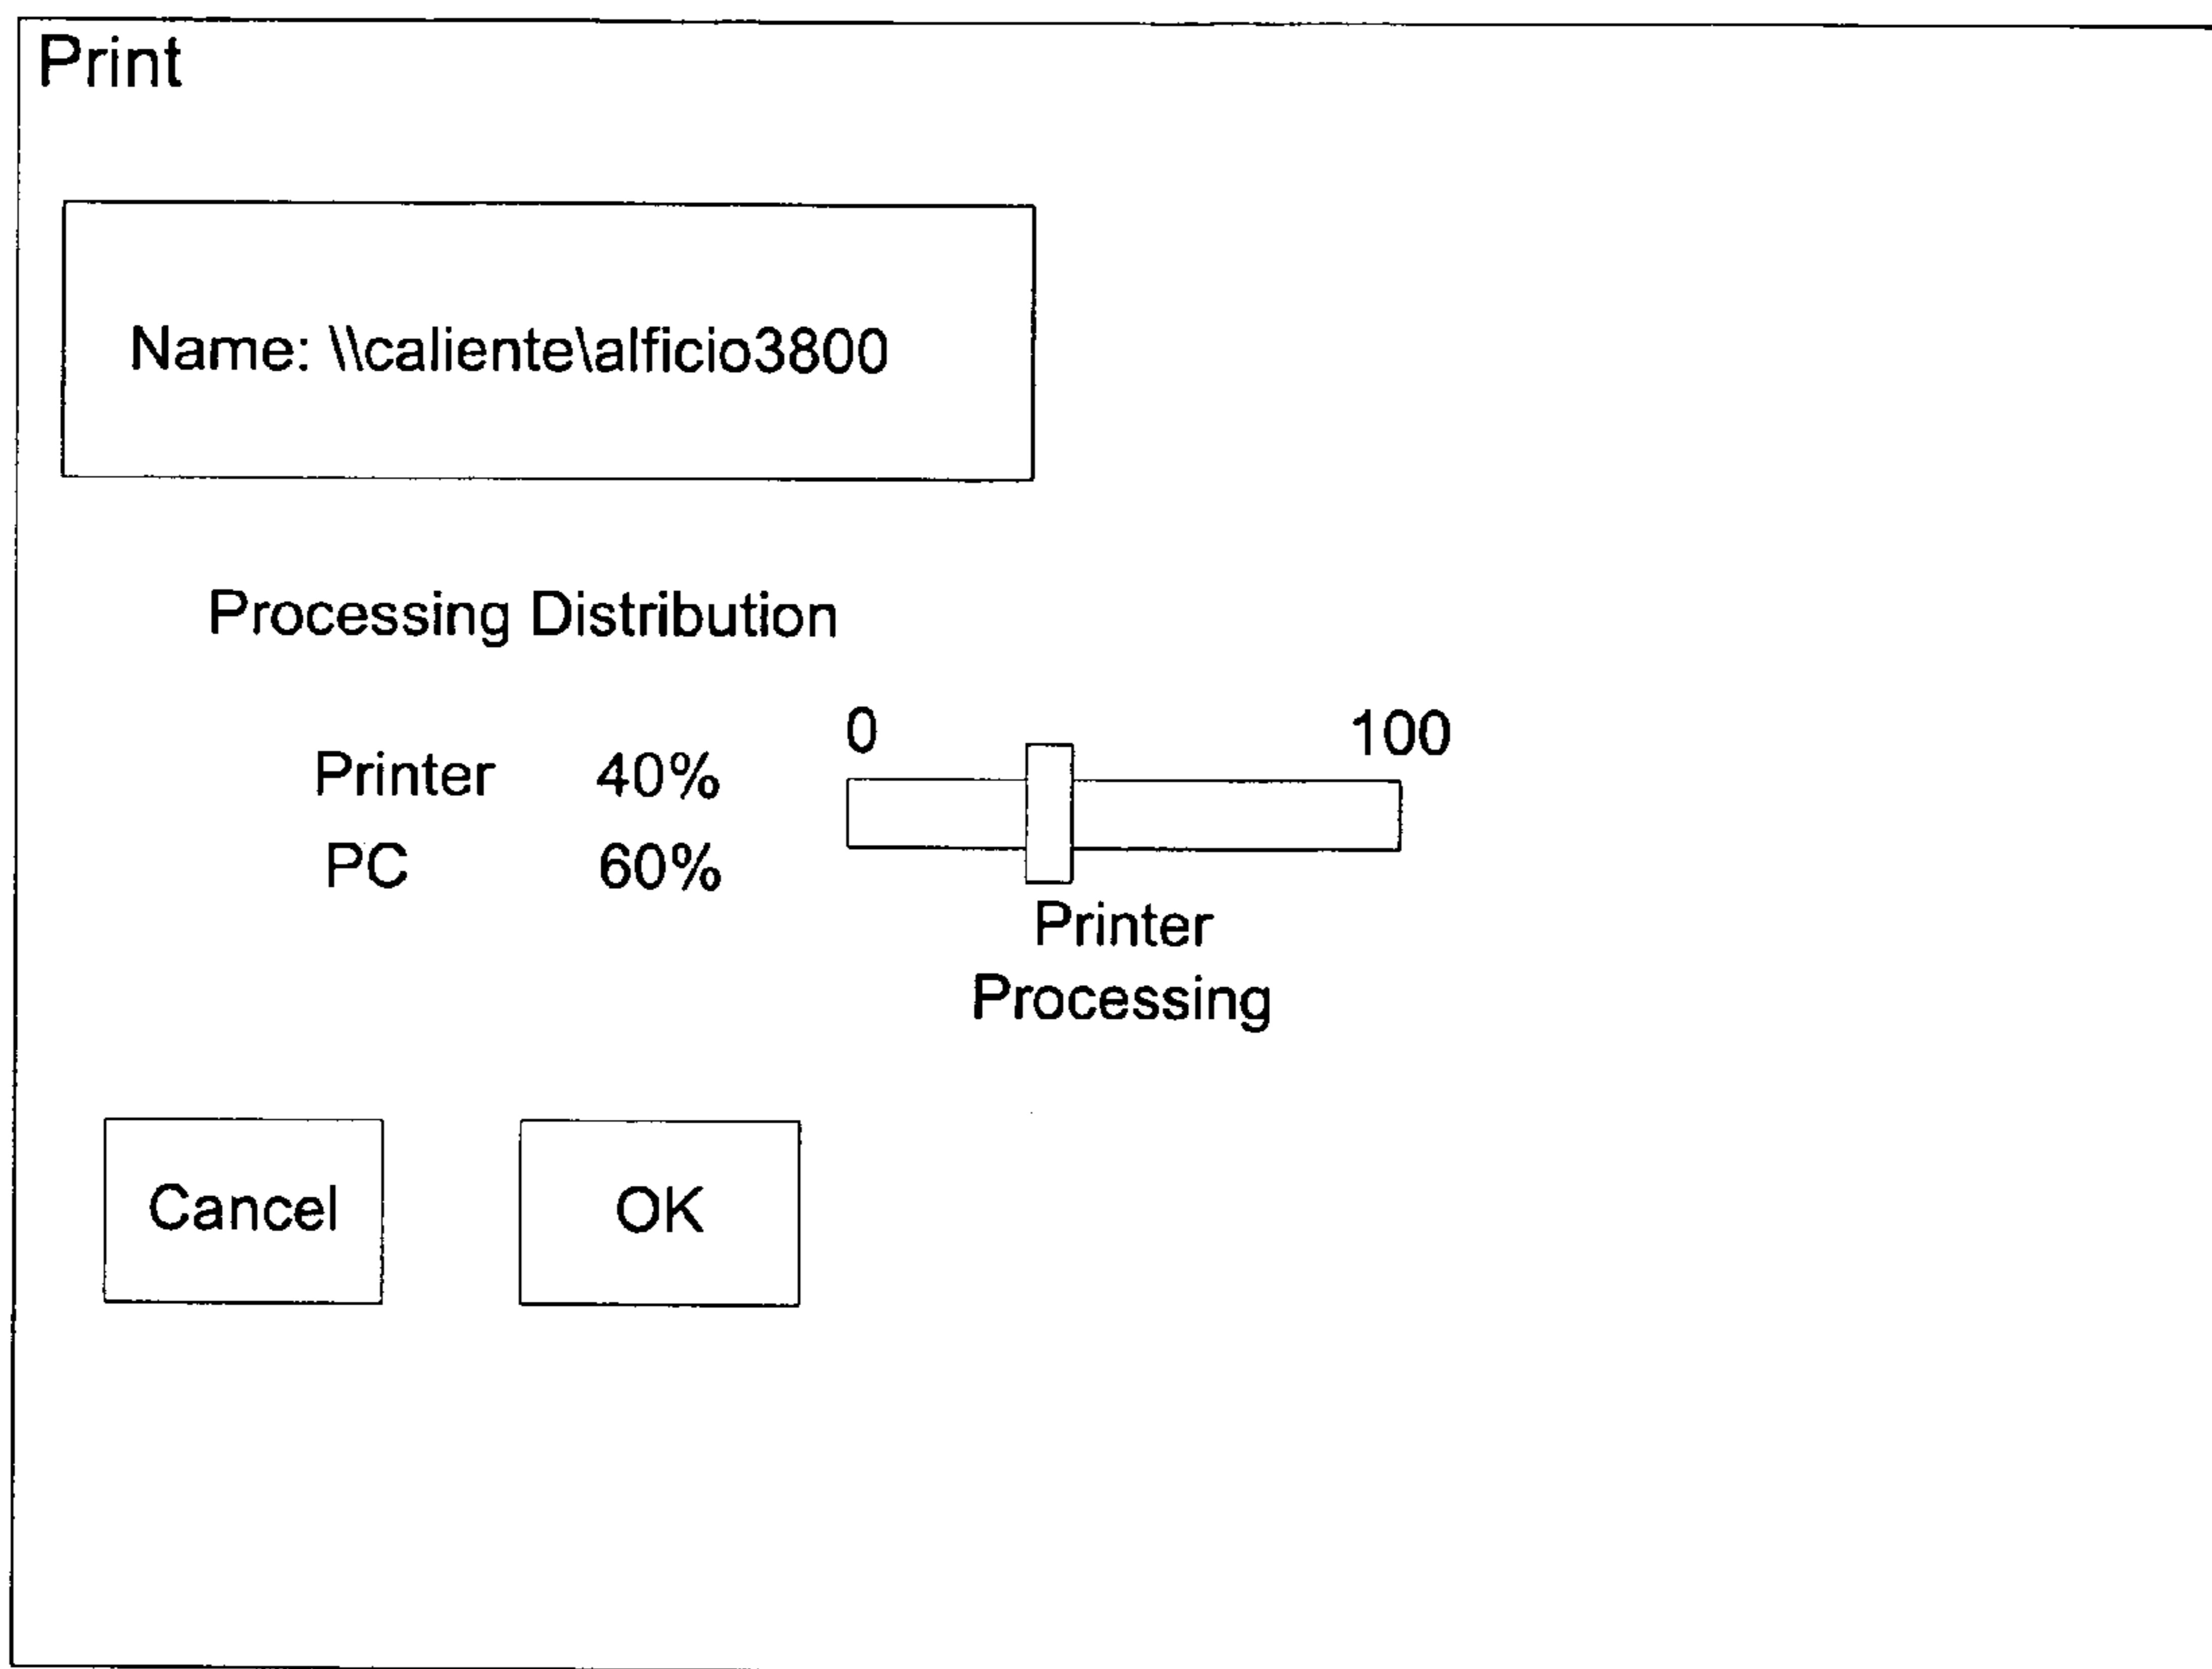 Print
Name: \\caliente\alficio3800
Processing Distribution
0 100
Printer 40%
PC 60%
Printer
Processing
Cancel OK